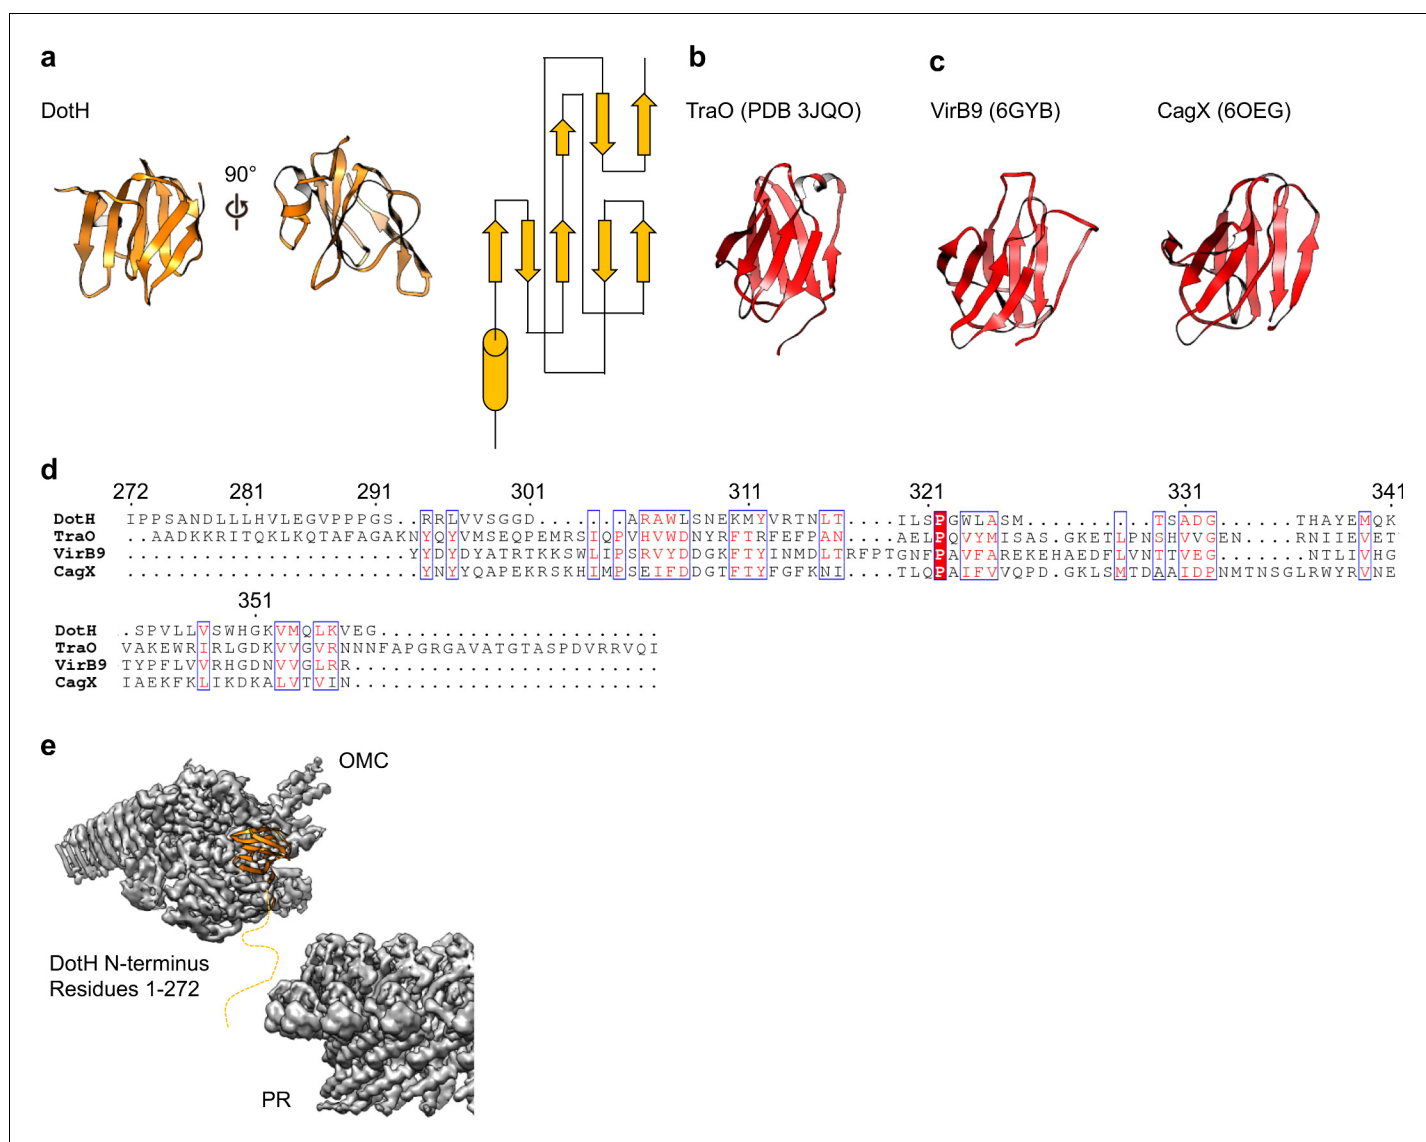 a
b
c
DotH
TraO (PDB 3JQO)
VirB9 (6GYB)
CagX (6OEG)
90°
d
272 281 291 301 311 321 331 341
DotH IPPSANDLLLHVLEGVPPPGS..RRLVVSGGD......ARAWLSNEKMYVRTNLT....ILSPGWLASM.......TSADG......THAYEMQK
TraO ..AADKKRITQKLKQTAFAGAKNYQYVMSEQPEMRSIQPVHVWDNYRFTRFEFPAN....AELPQVYMISAS.GKETLPNSHVVGEN....RNIIEVET
VirB9 ......................YYDYDYATRTKKSWLIPSRVYDDGKFTYINMDLTRFPTGNFPAVFAREKEHAEDFLVNTTVEG......NTLIVHG
CagX .......................YNYYQAPEKRSKHIMPSEIFDDGTFTYFGFKNI....TLQPAIFVVQPD.GKLSMTDAAIDPNMTNSGLRWYRVNE
351
DotH .SPVLLVSWHGKVMQLKVEG......................
TraO VAKEWRIRLGDKVVGVRNNNFAPGRGAVATGTASPDVRRVQI
VirB9 TYPFLVVRHGDNVVGLRR........................
CagX IAEKFKLIKDKALVTVIN........................
e
OMC
DotH N-terminus
Residues 1-272
PR